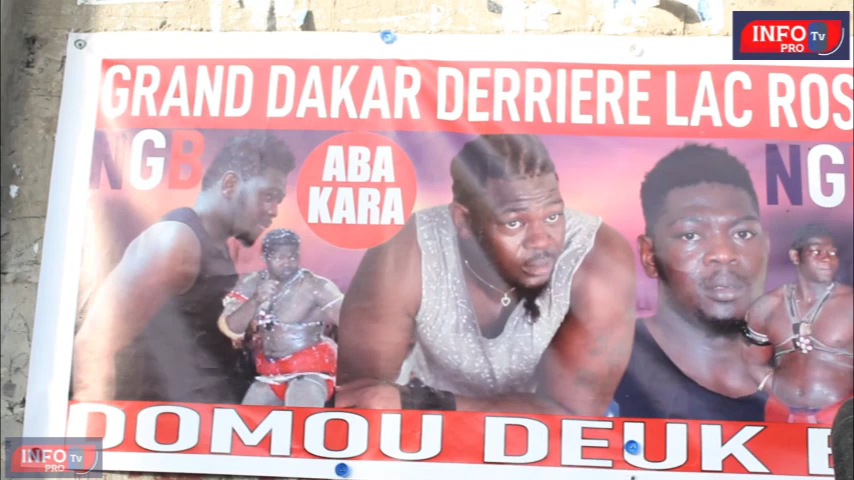 INFO Tv
PRO
GRAND DAKAR DERRIERE LAC ROS
NGB
ABA
KARA
NG
DOMOU DEUK
INFO Tv
PRO